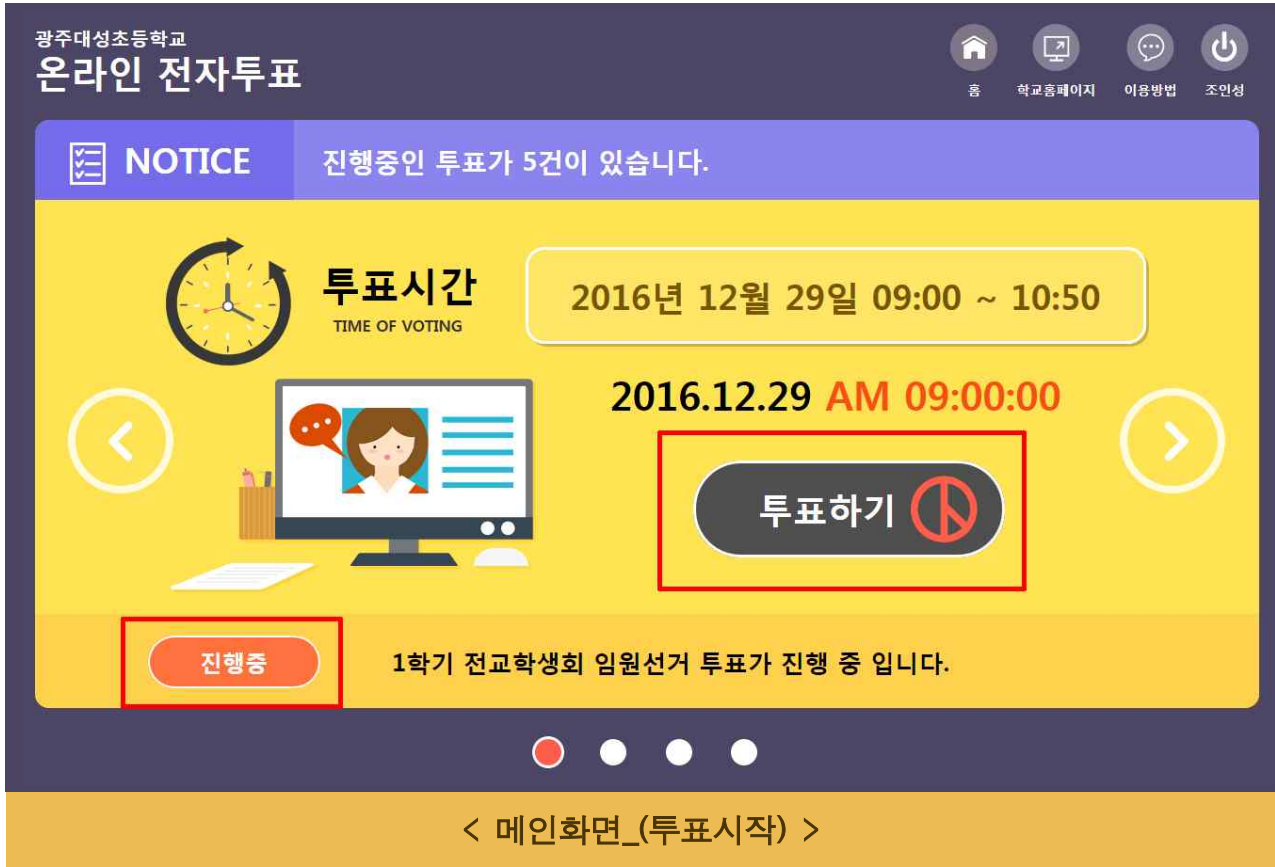 광주대성초등학교
온라인 전자투표
홈
학교홈페이지
이용방법
조인성
NOTICE
진행중인 투표가 5건이 있습니다.
투표시간
TIME OF VOTING
2016년 12월 29일 09:00 ~ 10:50
2016.12.29 AM 09:00:00
투표하기
진행중
1학기 전교학생회 임원선거 투표가 진행 중 입니다.
< 메인화면_(투표시작) >